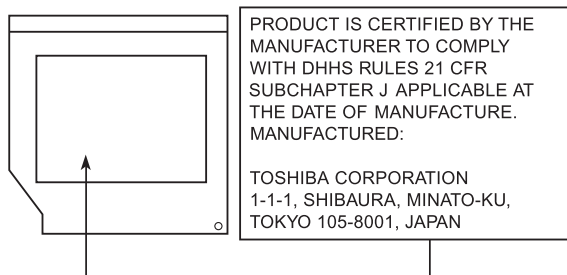 PRODUCT IS CERTIFIED BY THE
MANUFACTURER TO COMPLY
WITH DHHS RULES 21 CFR
SUBCHAPTER J APPLICABLE AT
THE DATE OF MANUFACTURE.
MANUFACTURED:
TOSHIBA CORPORATION
1-1-1, SHIBAURA, MINATO-KU,
TOKYO 105-8001, JAPAN